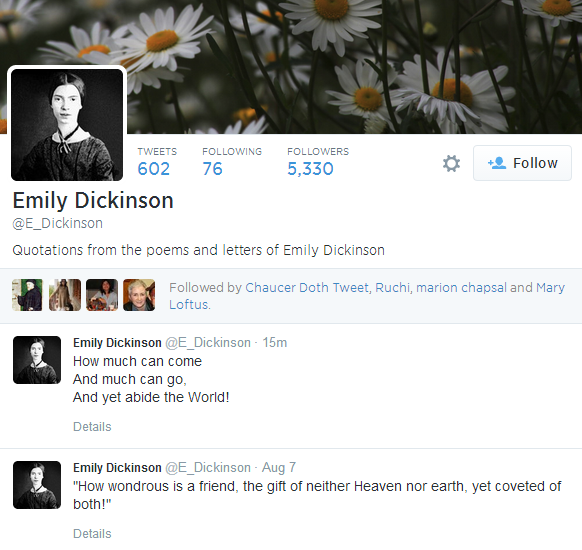 TWEETS FOLLOWING FOLLOWERS
602 76 5,330
Follow
Emily Dickinson
@E_Dickinson
Quotations from the poems and letters of Emily Dickinson
Followed by Chaucer Doth Tweet, Ruchi, marion chapsal and Mary
Loftus.
Emily Dickinson @E_Dickinson · 15m
How much can come
And much can go,
And yet abide the World!
Details
Emily Dickinson @E_Dickinson · Aug 7
"How wondrous is a friend, the gift of neither Heaven nor earth, yet coveted of
both!"
Details